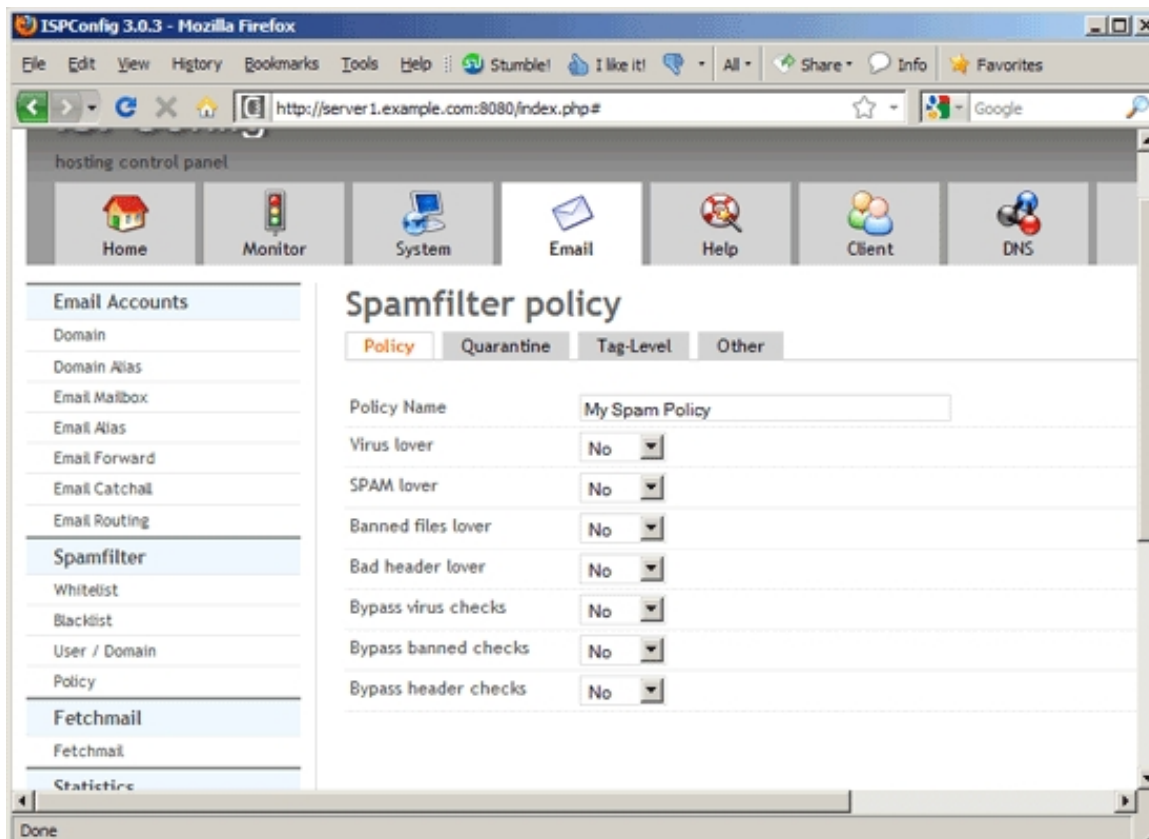 ISPConfig 3.0.3 - Mozilla Firefox
File Edit View History Bookmarks Tools Help Stumble! I like it! All Share Info Favorites
http://server1.example.com:8080/index.php# Google
hosting control panel
Home Monitor System Email Help Client DNS
Email Accounts
Domain
Domain Alias
Email Mailbox
Email Alias
Email Forward
Email Catchall
Email Routing
Spamfilter
Whitelist
Blacklist
User / Domain
Policy
Fetchmail
Fetchmail
Statistics
Spamfilter policy
Policy Quarantine Tag-Level Other
Policy Name My Spam Policy
Virus lover No
SPAM lover No
Banned files lover No
Bad header lover No
Bypass virus checks No
Bypass banned checks No
Bypass header checks No
Done